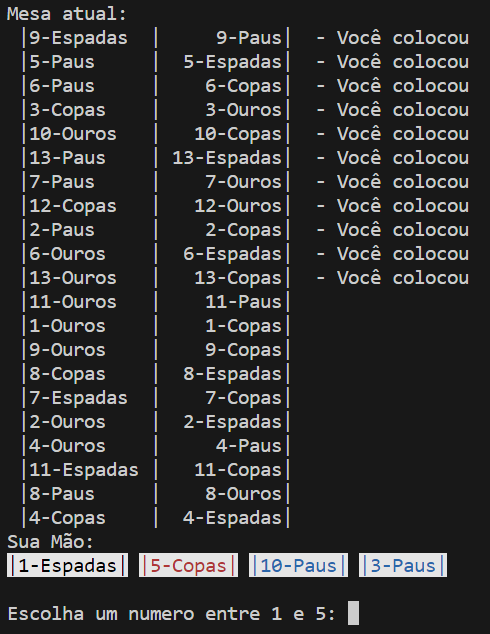 Mesa atual:
|9-Espadas | 9-Paus| - Você colocou
|5-Paus | 5-Espadas| - Você colocou
|6-Paus | 6-Copas| - Você colocou
|3-Copas | 3-Ouros| - Você colocou
|10-Ouros | 10-Copas| - Você colocou
|13-Paus | 13-Espadas| - Você colocou
|7-Paus | 7-Ouros| - Você colocou
|12-Copas | 12-Ouros| - Você colocou
|2-Paus | 2-Copas| - Você colocou
|6-Ouros | 6-Espadas| - Você colocou
|13-Ouros | 13-Copas| - Você colocou
|11-Ouros | 11-Paus|
|1-Ouros | 1-Copas|
|9-Ouros | 9-Copas|
|8-Copas | 8-Espadas|
|7-Espadas | 7-Copas|
|2-Ouros | 2-Espadas|
|4-Ouros | 4-Paus|
|11-Espadas | 11-Copas|
|8-Paus | 8-Ouros|
|4-Copas | 4-Espadas|
Sua Mão:
|1-Espadas| |5-Copas| |10-Paus| |3-Paus|
Escolha um numero entre 1 e 5: